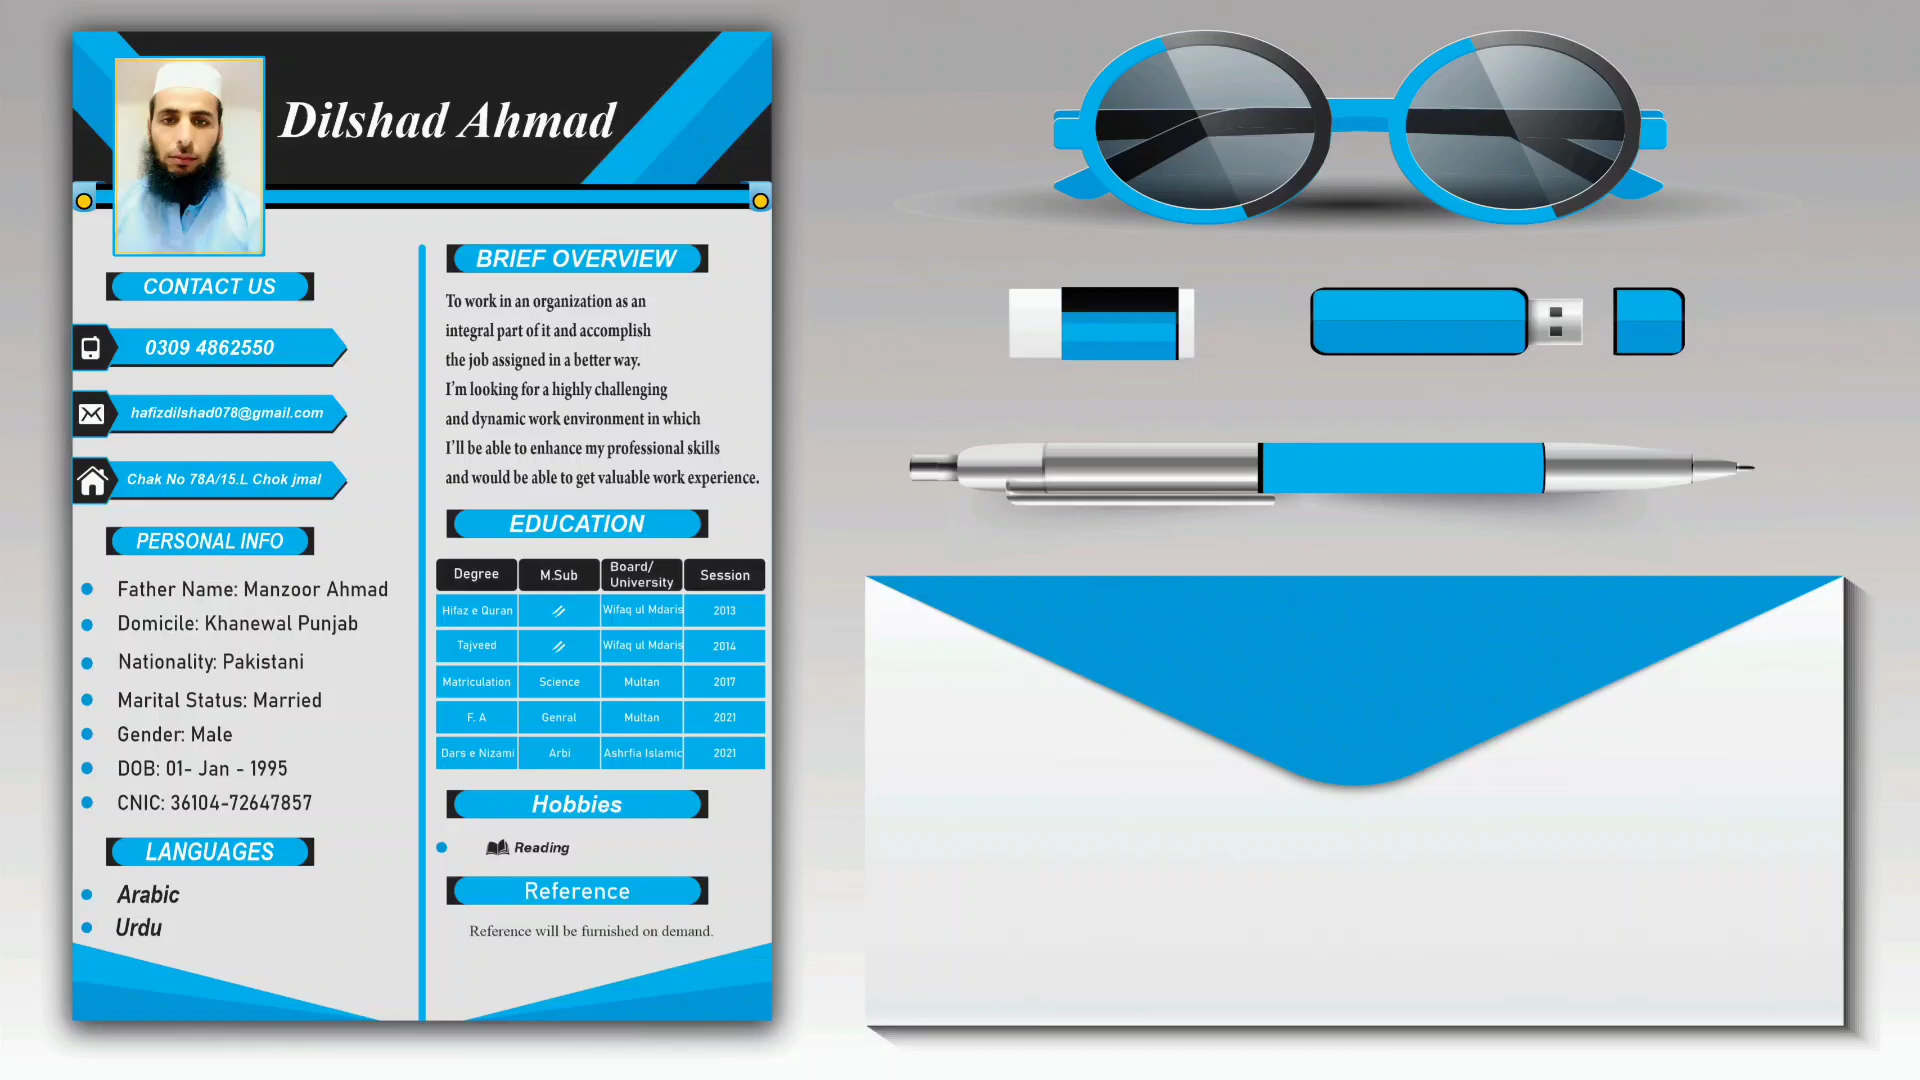 Dilshad Ahmad
CONTACT US
0309 4862550
hafizdilshad078@gmail.com
Chak No 78A/15.L Chok jmal
PERSONAL INFO
Father Name: Manzoor Ahmad
Domicile: Khanewal Punjab
Nationality: Pakistani
Marital Status: Married
Gender: Male
DOB: 01- Jan - 1995
CNIC: 36104-72647857
LANGUAGES
Arabic
Urdu
BRIEF OVERVIEW
To work in an organization as an
integral part of it and accomplish
the job assigned in a better way.
I'm looking for a highly challenging
and dynamic work environment in which
I'll be able to enhance my professional skills
and would be able to get valuable work experience.
EDUCATION
Degree M.Sub Board/ University Session
Hifaz e Quran // Wifaq ul Mdaris 2013
Tajveed // Wifaq ul Mdaris 2014
Matriculation Science Multan 2017
F. A Genral Multan 2021
Dars e Nizami Arbi Ashrfia Islamic 2021
Hobbies
Reading
Reference
Reference will be furnished on demand.